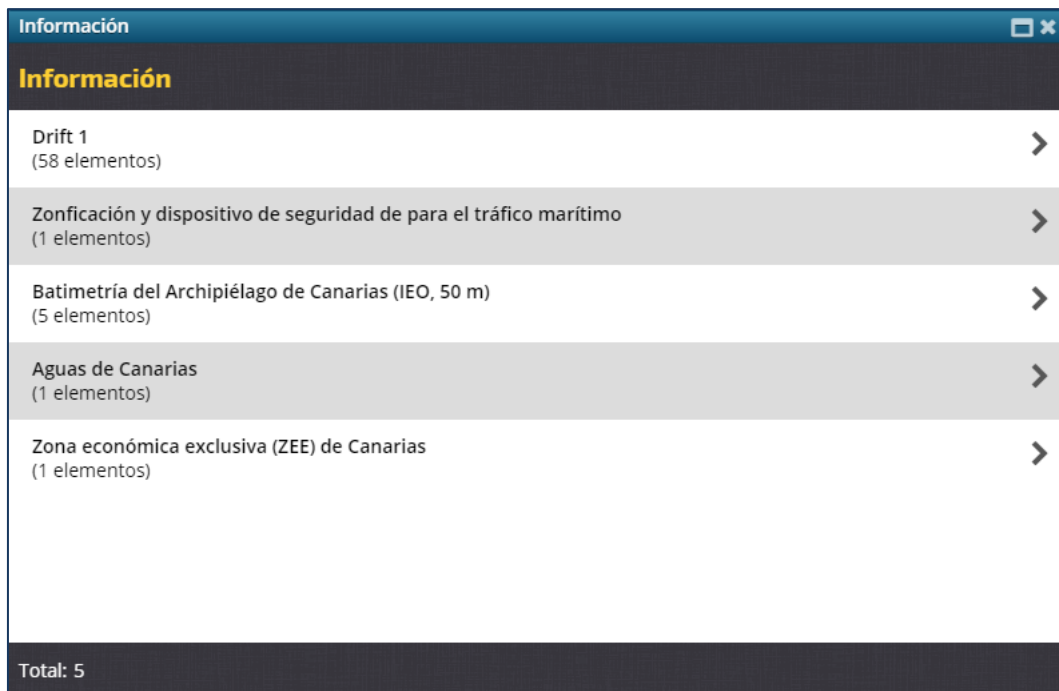 Información
Información
Drift 1
(58 elementos)
Zonficación y dispositivo de seguridad de para el tráfico marítimo
(1 elementos)
Batimetría del Archipiélago de Canarias (IEO, 50 m)
(5 elementos)
Aguas de Canarias
(1 elementos)
Zona económica exclusiva (ZEE) de Canarias
(1 elementos)
Total: 5